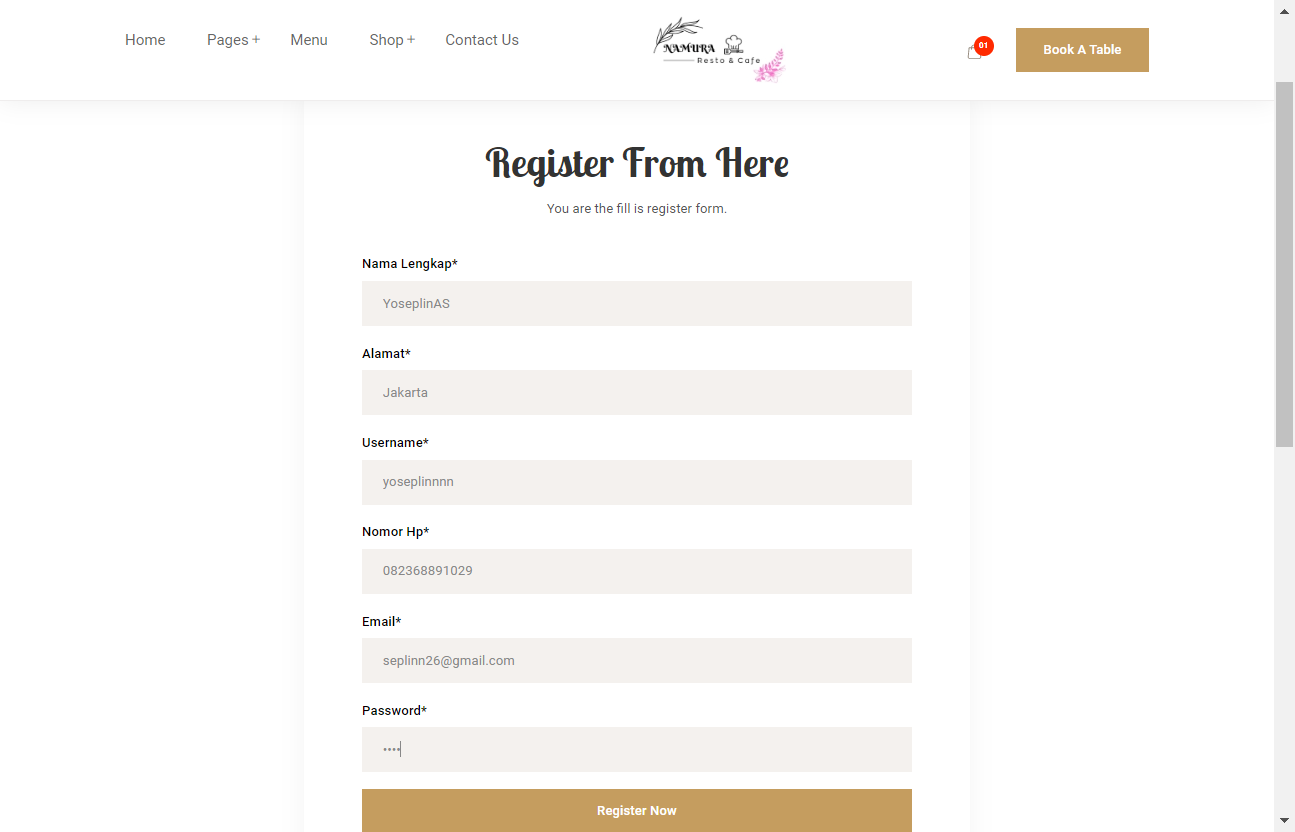 Home Pages + Menu Shop + Contact Us
NAMURA
Resto & Cafe
01
Book A Table
Register From Here
You are the fill is register form.
Nama Lengkap*
YoseplinAS
Alamat*
Jakarta
Username*
yoseplinnnn
Nomor Hp*
082368891029
Email*
seplinn26@gmail.com
Password*
••••
Register Now